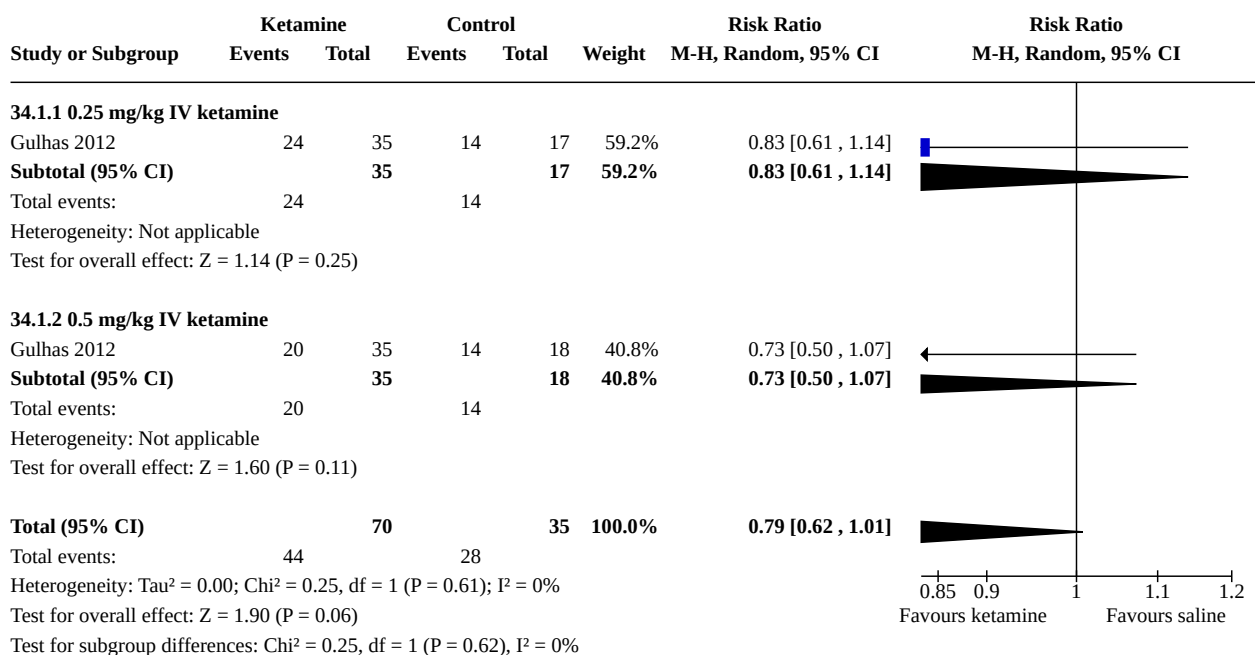 Ketamine Control Risk Ratio Risk Ratio
Study or Subgroup Events Total Events Total Weight M-H, Random, 95% CI M-H, Random, 95% CI
34.1.1 0.25 mg/kg IV ketamine
Gulhas 2012 24 35 14 17 59.2% 0.83 [0.61 , 1.14]
Subtotal (95% CI) 35 17 59.2% 0.83 [0.61 , 1.14]
Total events: 24 14
Heterogeneity: Not applicable
Test for overall effect: Z = 1.14 (P = 0.25)
34.1.2 0.5 mg/kg IV ketamine
Gulhas 2012 20 35 14 18 40.8% 0.73 [0.50 , 1.07]
Subtotal (95% CI) 35 18 40.8% 0.73 [0.50 , 1.07]
Total events: 20 14
Heterogeneity: Not applicable
Test for overall effect: Z = 1.60 (P = 0.11)
Total (95% CI) 70 35 100.0% 0.79 [0.62 , 1.01]
Total events: 44 28
Heterogeneity: Tau² = 0.00; Chi² = 0.25, df = 1 (P = 0.61); I² = 0%
0.85 0.9 1 1.1 1.2
Test for overall effect: Z = 1.90 (P = 0.06) Favours ketamine Favours saline
Test for subgroup differences: Chi² = 0.25, df = 1 (P = 0.62), I² = 0%